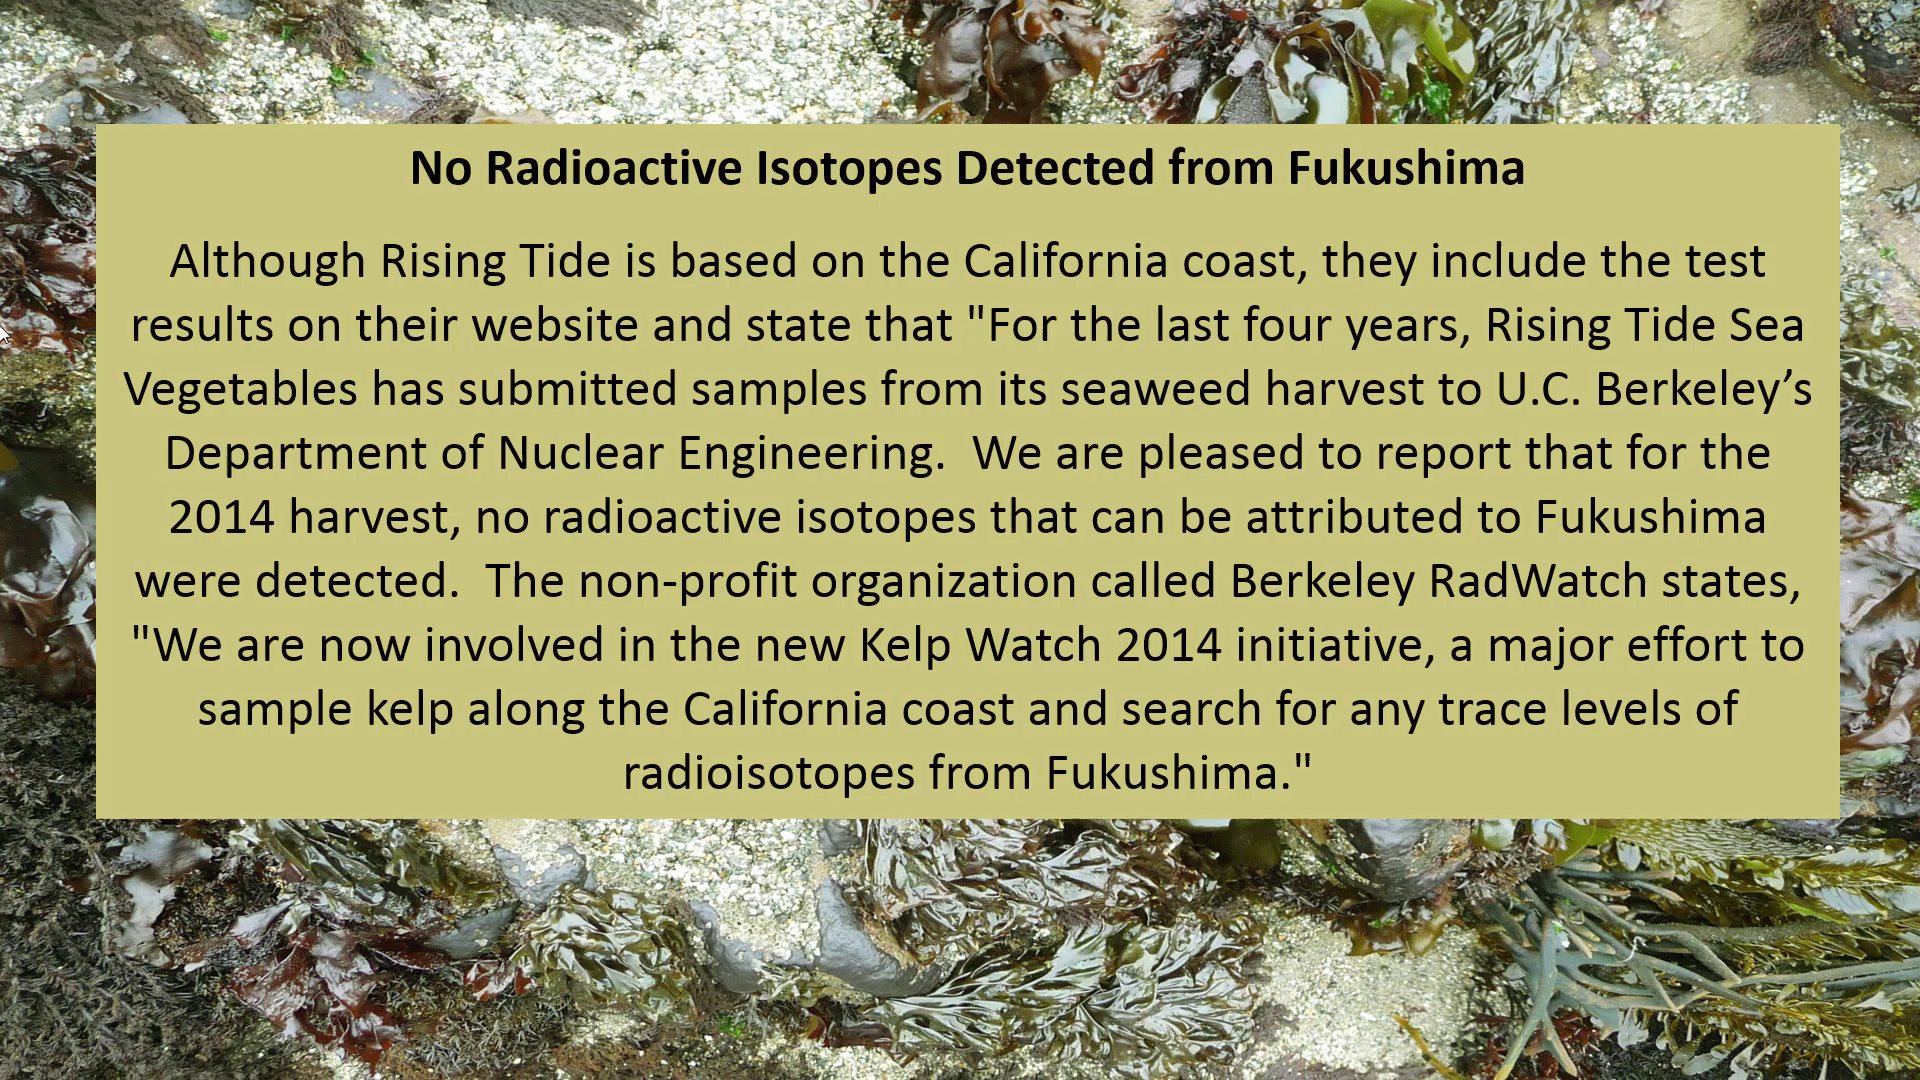 No Radioactive Isotopes Detected from Fukushima
Although Rising Tide is based on the California coast, they include the test
results on their website and state that "For the last four years, Rising Tide Sea
Vegetables has submitted samples from its seaweed harvest to U.C. Berkeley’s
Department of Nuclear Engineering.  We are pleased to report that for the
2014 harvest, no radioactive isotopes that can be attributed to Fukushima
were detected.  The non-profit organization called Berkeley RadWatch states,
"We are now involved in the new Kelp Watch 2014 initiative, a major effort to
sample kelp along the California coast and search for any trace levels of
radioisotopes from Fukushima."